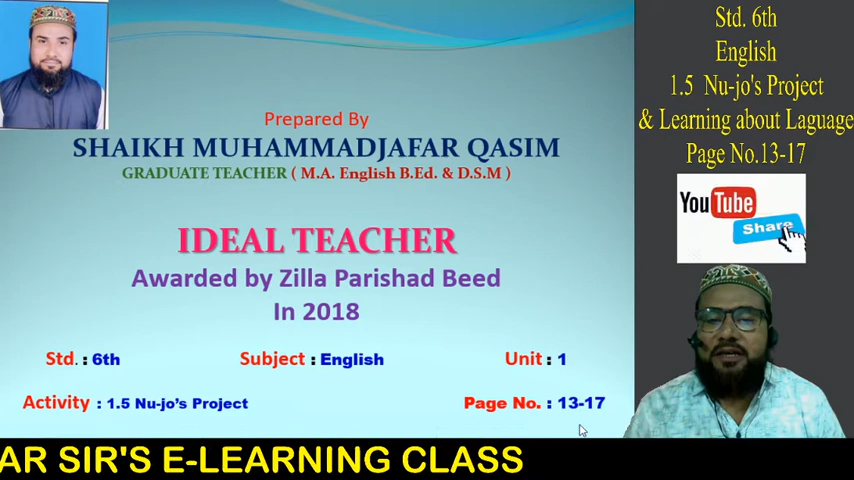 Prepared By
SHAIKH MUHAMMADJAFAR QASIM
GRADUATE TEACHER ( M.A. English B.Ed. & D.S.M )
IDEAL TEACHER
Awarded by Zilla Parishad Beed
In 2018
Std. : 6th
Subject : English
Unit : 1
Activity : 1.5 Nu-jo's Project
Page No. : 13-17
Std. 6th
English
1.5 Nu-jo's Project
& Learning about Laguage
Page No.13-17
YouTube
Share
AR SIR'S E-LEARNING CLASS